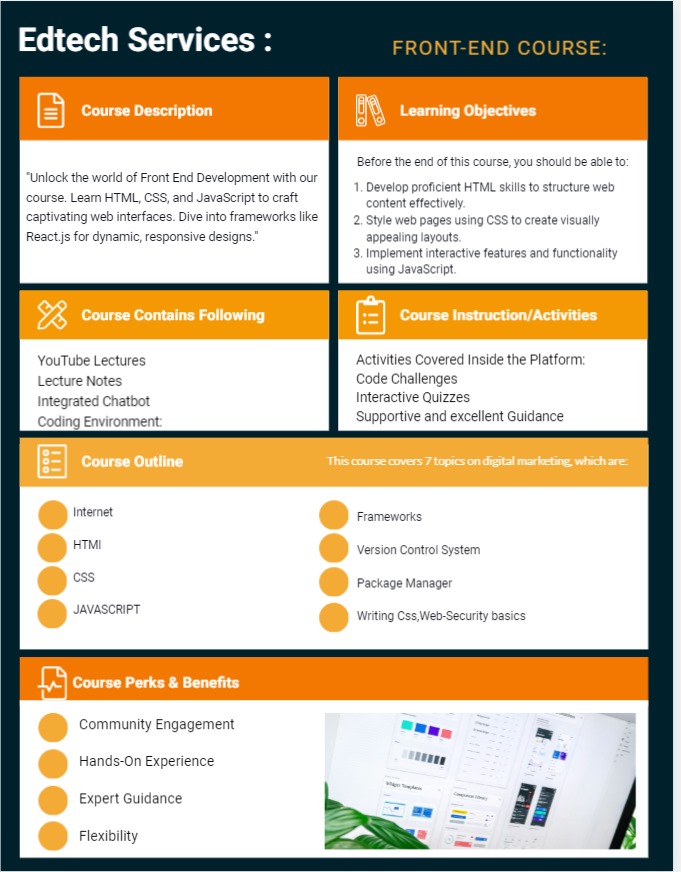 Edtech Services :
FRONT-END COURSE:
Course Description
"Unlock the world of Front End Development with our
course. Learn HTML, CSS, and JavaScript to craft
captivating web interfaces. Dive into frameworks like
React.js for dynamic, responsive designs."
Learning Objectives
Before the end of this course, you should be able to:
1. Develop proficient HTML skills to structure web
content effectively.
2. Style web pages using CSS to create visually
appealing layouts.
3. Implement interactive features and functionality
using JavaScript.
Course Contains Following
YouTube Lectures
Lecture Notes
Integrated Chatbot
Coding Environment:
Course Instruction/Activities
Activities Covered Inside the Platform:
Code Challenges
Interactive Quizzes
Supportive and excellent Guidance
Course Outline
This course covers 7 topics on digital marketing, which are:
Internet
HTMl
CSS
JAVASCRIPT
Frameworks
Version Control System
Package Manager
Writing Css,Web-Security basics
Course Perks & Benefits
Community Engagement
Hands-On Experience
Expert Guidance
Flexibility
Widget Templates
Component Library